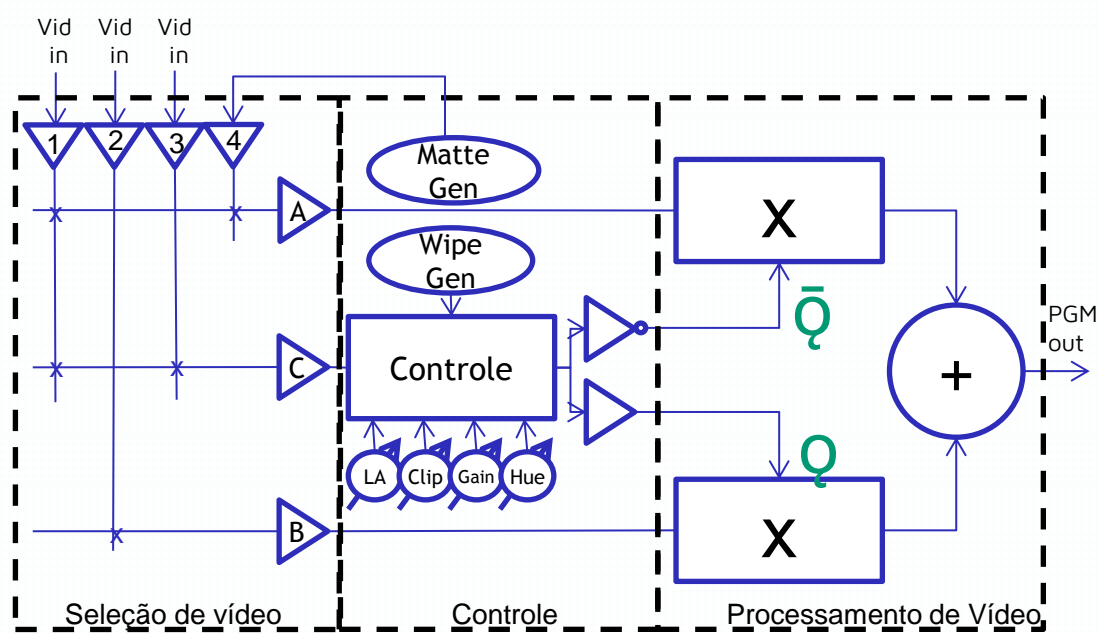 Vid
in
Vid
in
Vid
in
1
2
3
4
Matte
Gen
A
X
x
x
Wipe
Gen
Q̄
PGM
out
C
x
x
Controle
+
LA
Clip
Gain
Hue
Q
B
x
X
Seleção de vídeo
Controle
Processamento de Vídeo